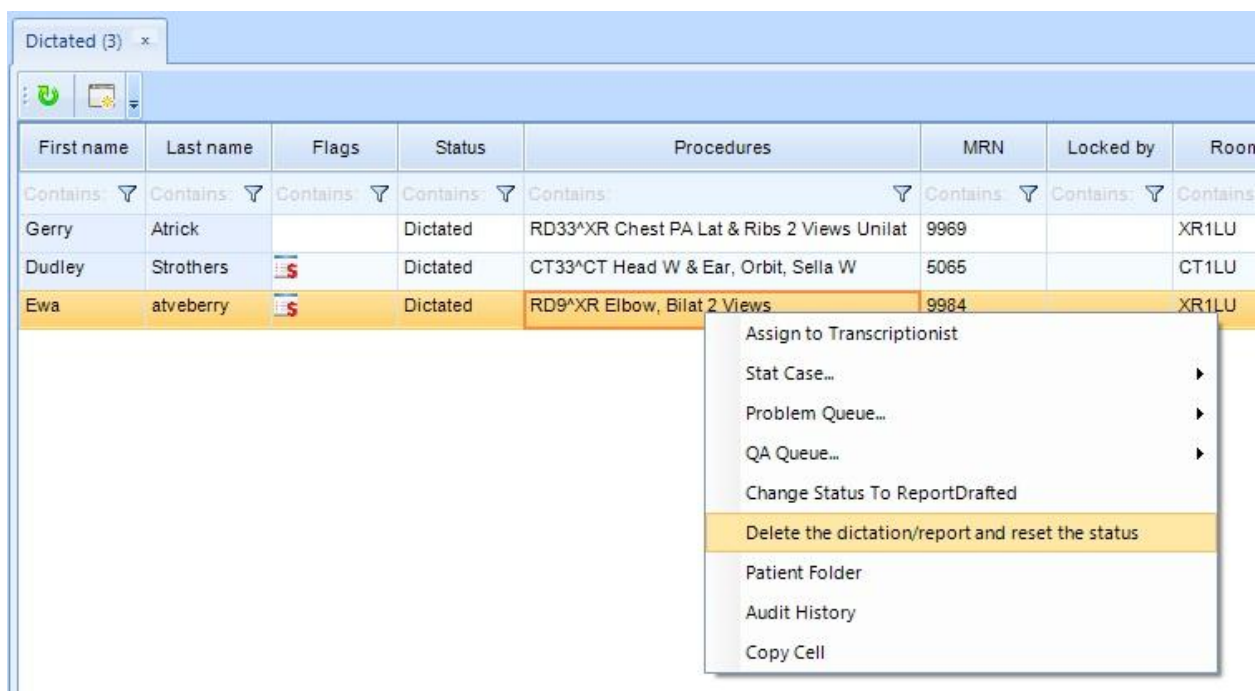 Dictated (3) x
First name Last name Flags Status Procedures MRN Locked by Room
Contains: Contains: Contains: Contains: Contains: Contains: Contains: Contains
Gerry Atrick Dictated RD33^XR Chest PA Lat & Ribs 2 Views Unilat 9969 XR1LU
Dudley Strothers $ Dictated CT33^CT Head W & Ear, Orbit, Sella W 5065 CT1LU
Ewa atveberry $ Dictated RD9^XR Elbow, Bilat 2 Views 9984 XR1LU
Assign to Transcriptionist
Stat Case...
Problem Queue...
QA Queue...
Change Status To ReportDrafted
Delete the dictation/report and reset the status
Patient Folder
Audit History
Copy Cell